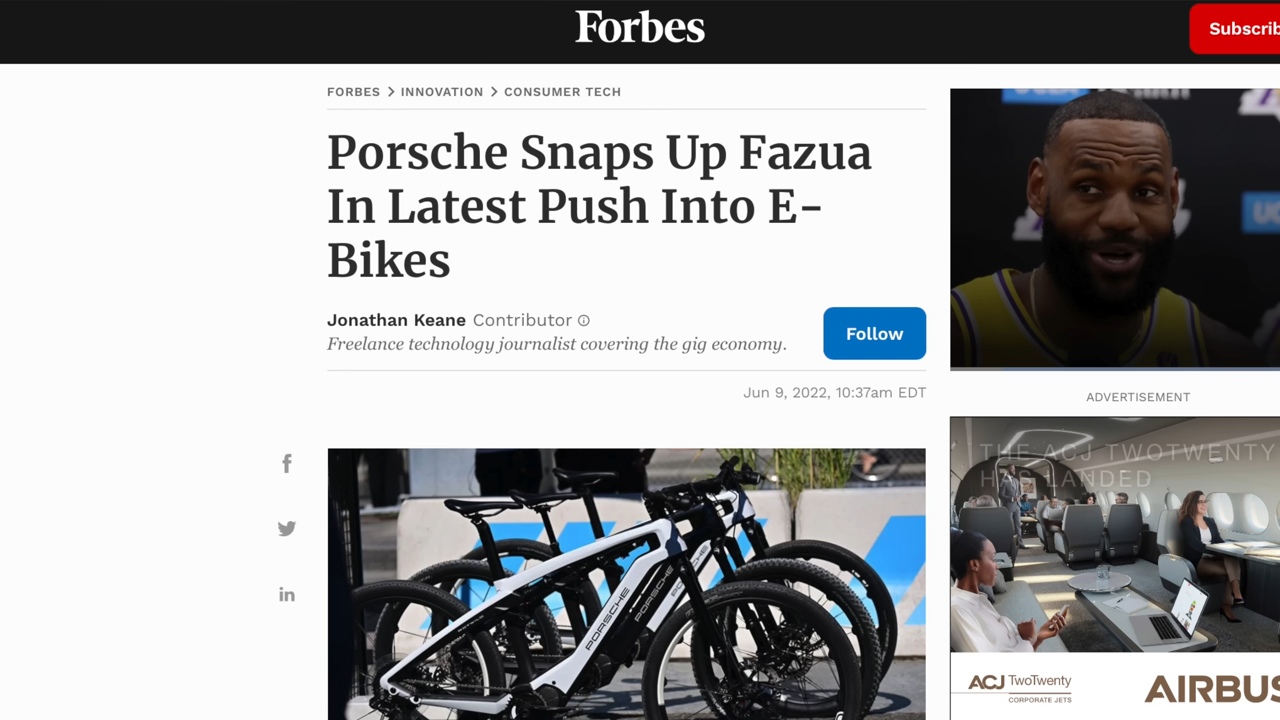 Forbes
Subscrib
FORBES > INNOVATION > CONSUMER TECH
Porsche Snaps Up Fazua
In Latest Push Into E-
Bikes
Jonathan Keane Contributor
Freelance technology journalist covering the gig economy.
Follow
Jun 9, 2022, 10:37am EDT
PORSCHE
PORSCHE
ADVERTISEMENT
THE ACJ TWOTWENTY
HAS LANDED
ACJ TwoTwenty
CORPORATE JETS
AIRBUS